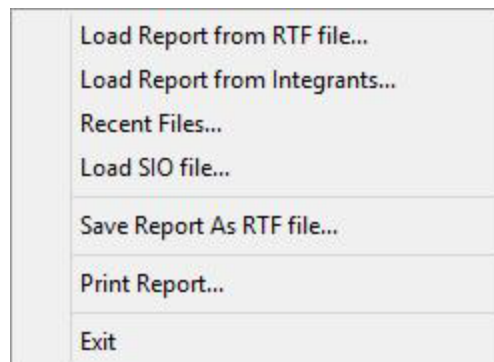 Load Report from RTF file...
Load Report from Integrants...
Recent Files...
Load SIO file...
Save Report As RTF file...
Print Report...
Exit